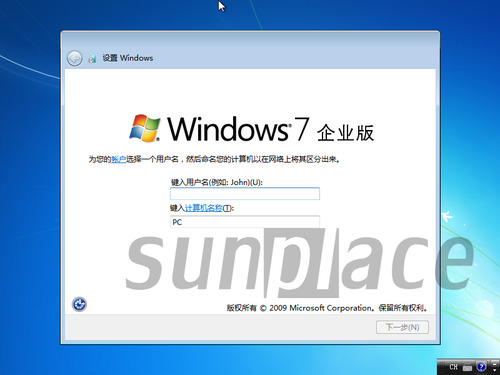 设置 Windows
Windows 7 企业版
为您的帐户选择一个用户名，然后命名您的计算机以在网络上将其区分出来。
键入用户名(例如: John)(U):
键入计算机名称(T):
PC
sunplace
版权所有 © 2009 Microsoft Corporation。保留所有权利。
下一步(N)
CH